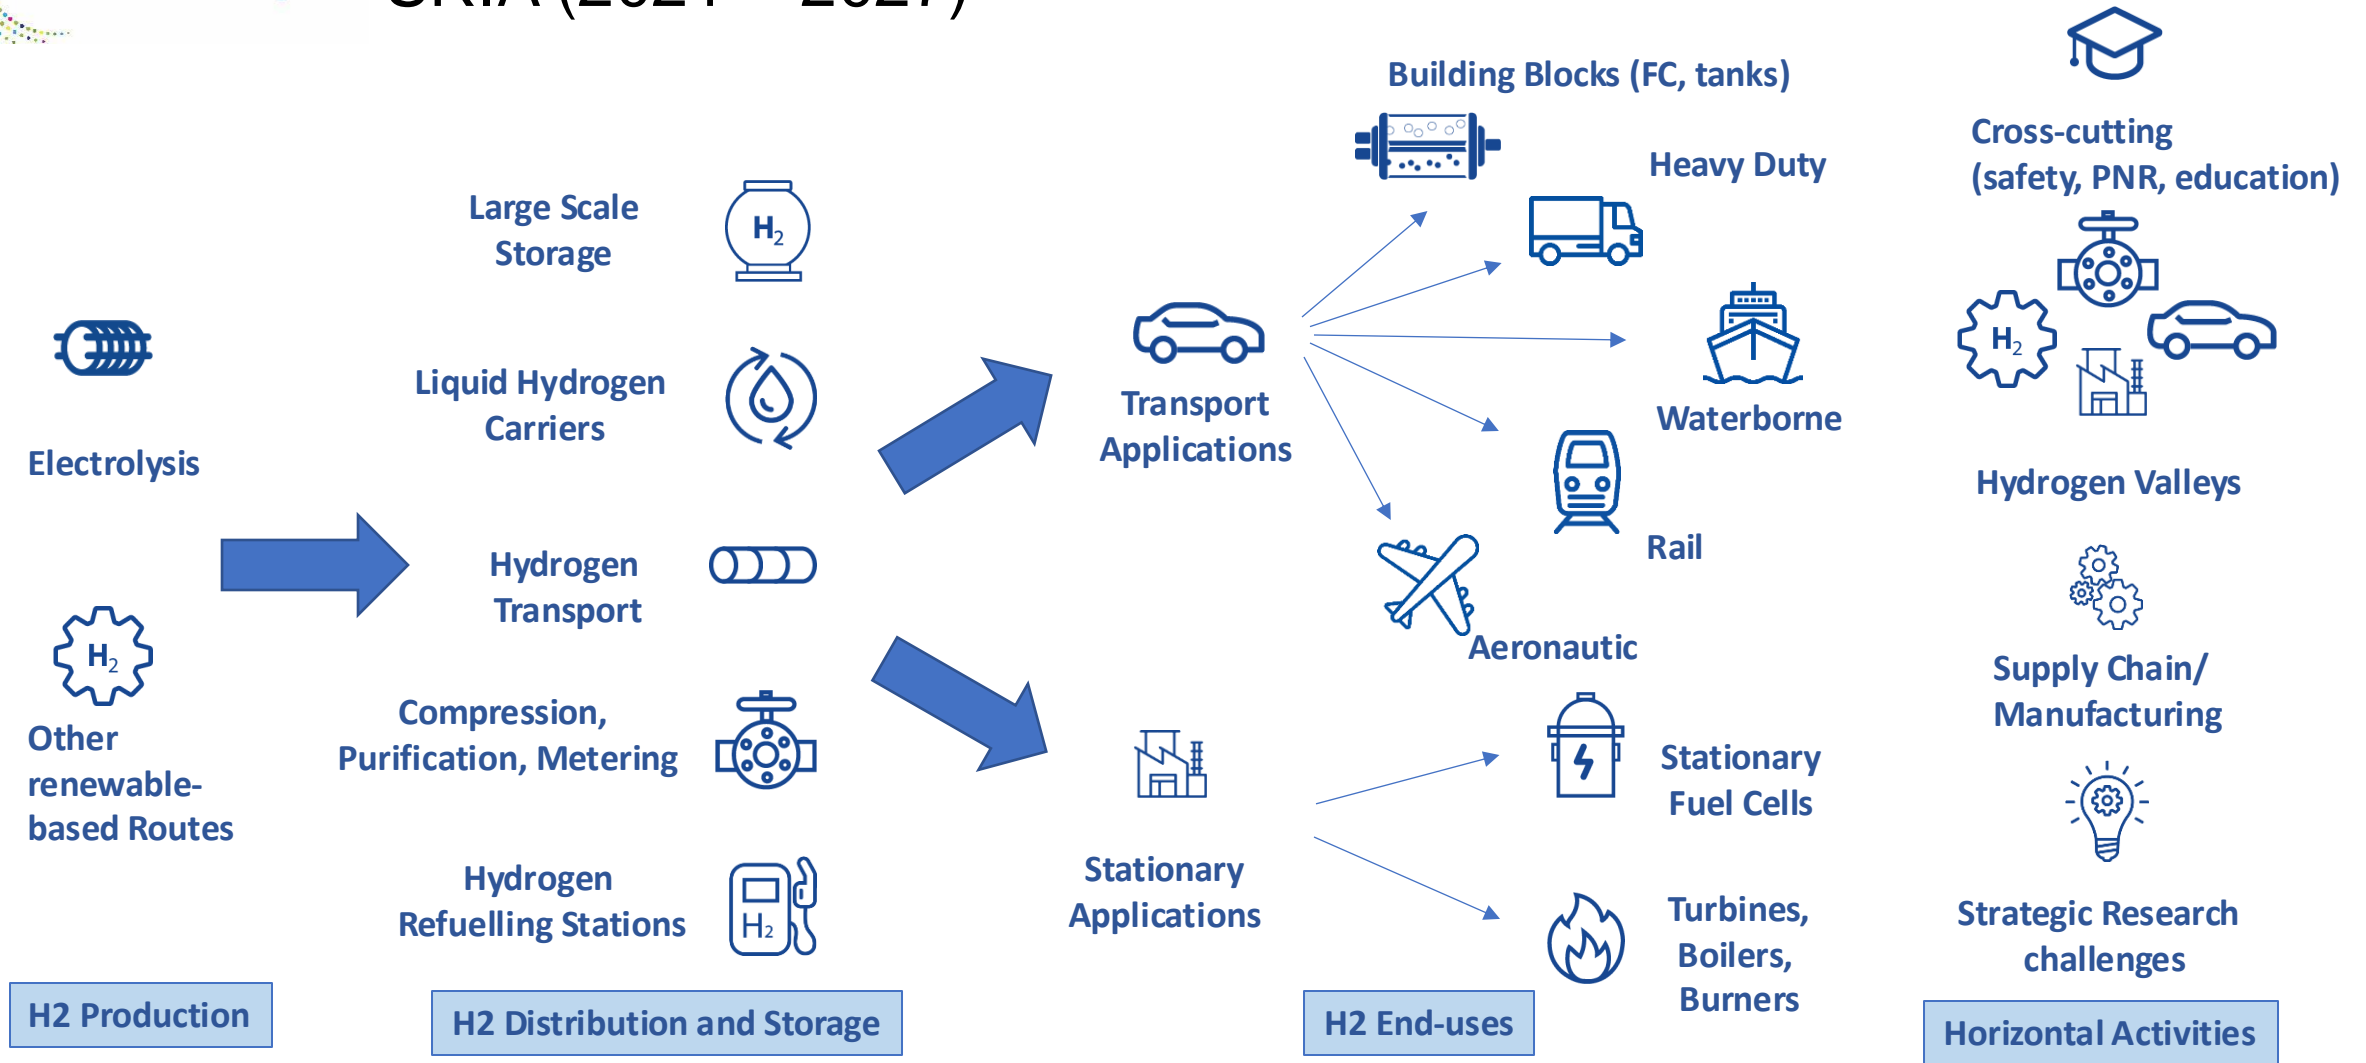 SRIA (2021 – 2027)
Electrolysis
H2
Other
renewable-
based Routes
H2 Production
Large Scale
Storage
H2
Liquid Hydrogen
Carriers
Hydrogen
Transport
Compression,
Purification, Metering
Hydrogen
Refuelling Stations
H2
H2 Distribution and Storage
Transport
Applications
Stationary
Applications
Building Blocks (FC, tanks)
Heavy Duty
Waterborne
Rail
Aeronautic
Stationary
Fuel Cells
Turbines,
Boilers,
Burners
H2 End-uses
Cross-cutting
(safety, PNR, education)
H2
Hydrogen Valleys
Supply Chain/
Manufacturing
Strategic Research
challenges
Horizontal Activities